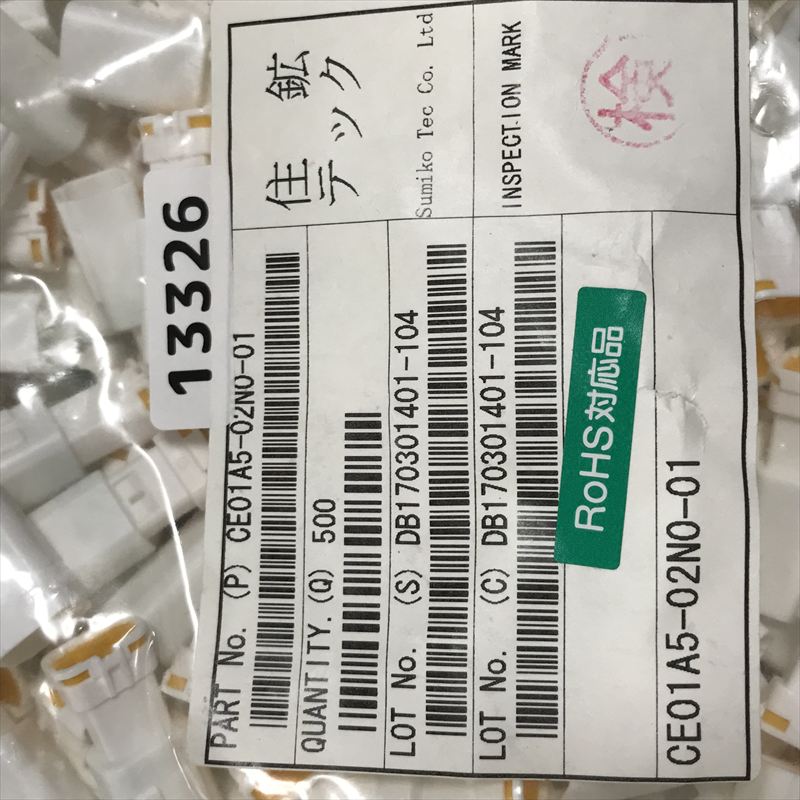 13326
住鉱
テック
Sumiko Tec Co. Ltd
INSPECTION MARK
検
PART No. (P) CE01A5-02N0-01
QUANTITY. (Q) 500
LOT No. (S) DB170301401-104
LOT No. (C) DB170301401-104
RoHS対応品
CE01A5-02N0-01